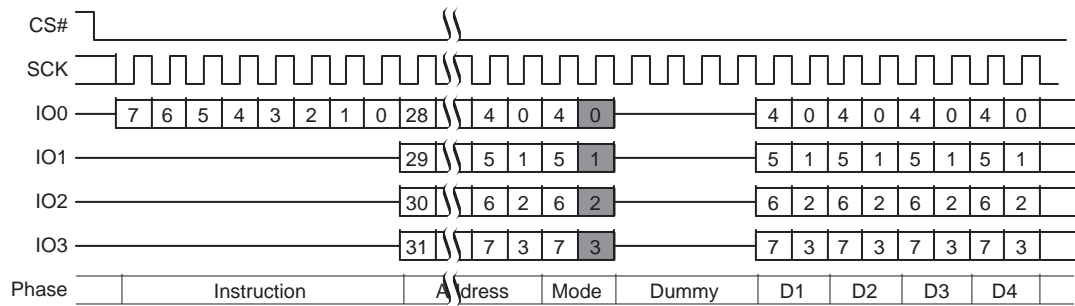 CS#
SCK
IO0 7 6 5 4 3 2 1 0 28 4 0 4 0 4 0 4 0 4 0 4 0
IO1 29 5 1 5 1 5 1 5 1 5 1 5 1
IO2 30 6 2 6 2 6 2 6 2 6 2 6 2
IO3 31 7 3 7 3 7 3 7 3 7 3 7 3
Phase Instruction Address Mode Dummy D1 D2 D3 D4